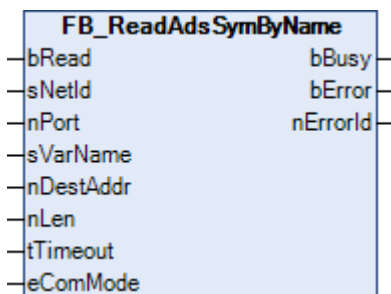 FB_ReadAdsSymByName
bRead bBusy
sNetId bError
nPort nErrorId
sVarName
nDestAddr
nLen
tTimeout
eComMode